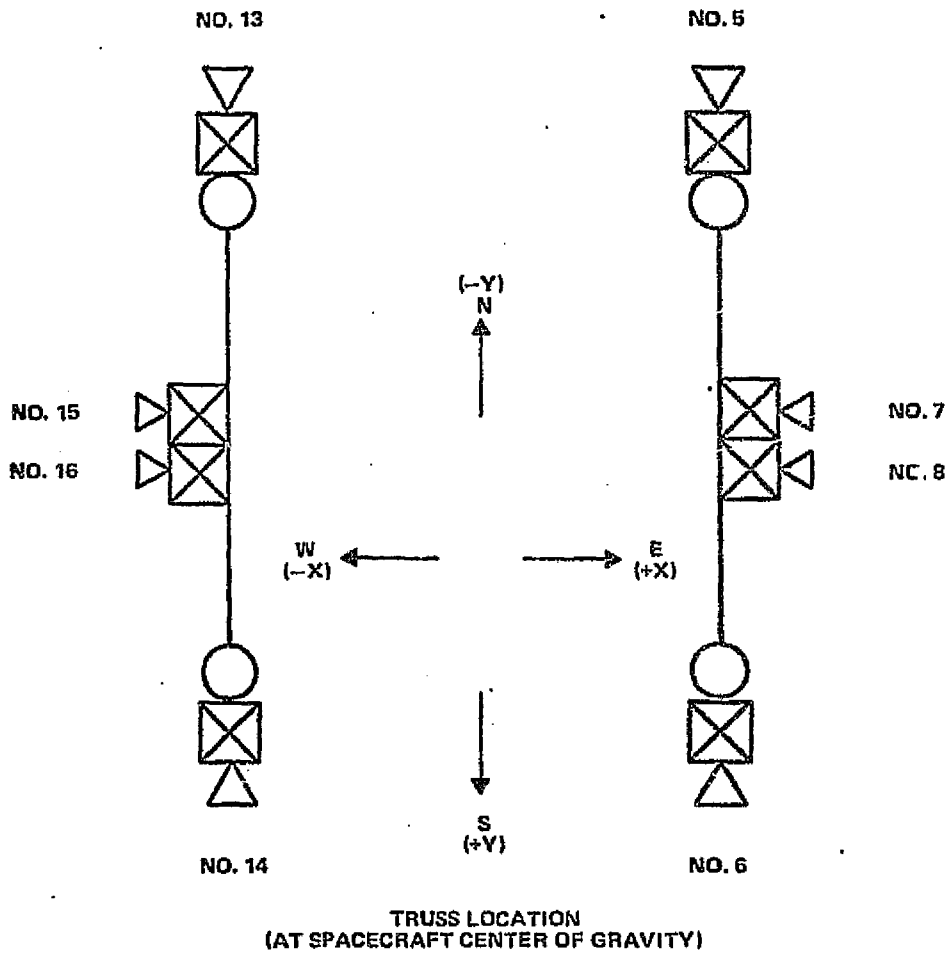 NO. 13
NO. 5
(-Y)
N
NO. 15
NO. 7
NO. 16
NC. 8
W
(-X)
E
(+X)
S
(+Y)
NO. 14
NO. 6
TRUSS LOCATION
(AT SPACECRAFT CENTER OF GRAVITY)